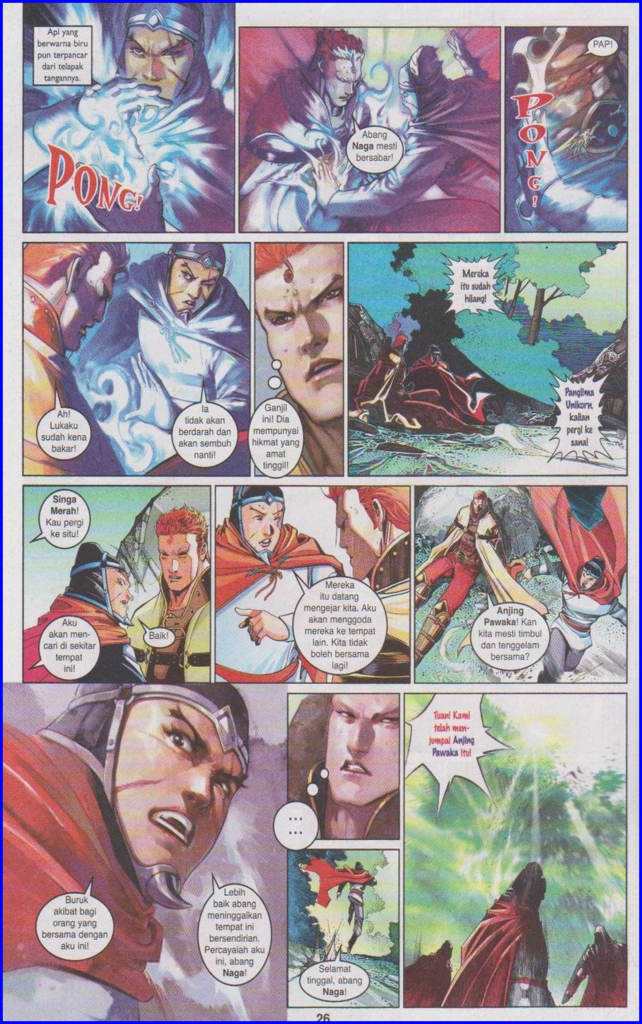 Api yang
berwarna biru
pun terpancar
dari telapak
tangannya.
PONG!
Abang
Naga mesti
bersabar!
PAP!
PONG!
Ah!
Lukaku
sudah kena
bakar!
Ia
tidak akan
berdarah dan
akan sembuh
nanti!
Ganjil
ini! Dia
mempunyai
hikmat yang
amat
tinggi!
Mereka
itu sudah
hilang!
Panglima
Unikorn,
kalian
pergi ke
sana!
Singa
Merah!
Kau pergi
ke situ!
Aku
akan men-
cari di sekitar
tempat
ini!
Baik!
Mereka
itu datang
mengejar kita. Aku
akan menggoda
mereka ke tempat
lain. Kita tidak
boleh bersama
lagi!
Anjing
Pawaka! Kan
kita mesti timbul
dan tenggelam
bersama?
Buruk
akibat bagi
orang yang
bersama dengan
aku ini!
Lebih
baik abang
meninggalkan
tempat ini
bersendirian.
Percayalah aku
ini, abang
Naga!
...
...
Selamat
tinggal, abang
Naga!
Tuan! Kami
telah men-
jumpai Anjing
Pawaka itu!
26